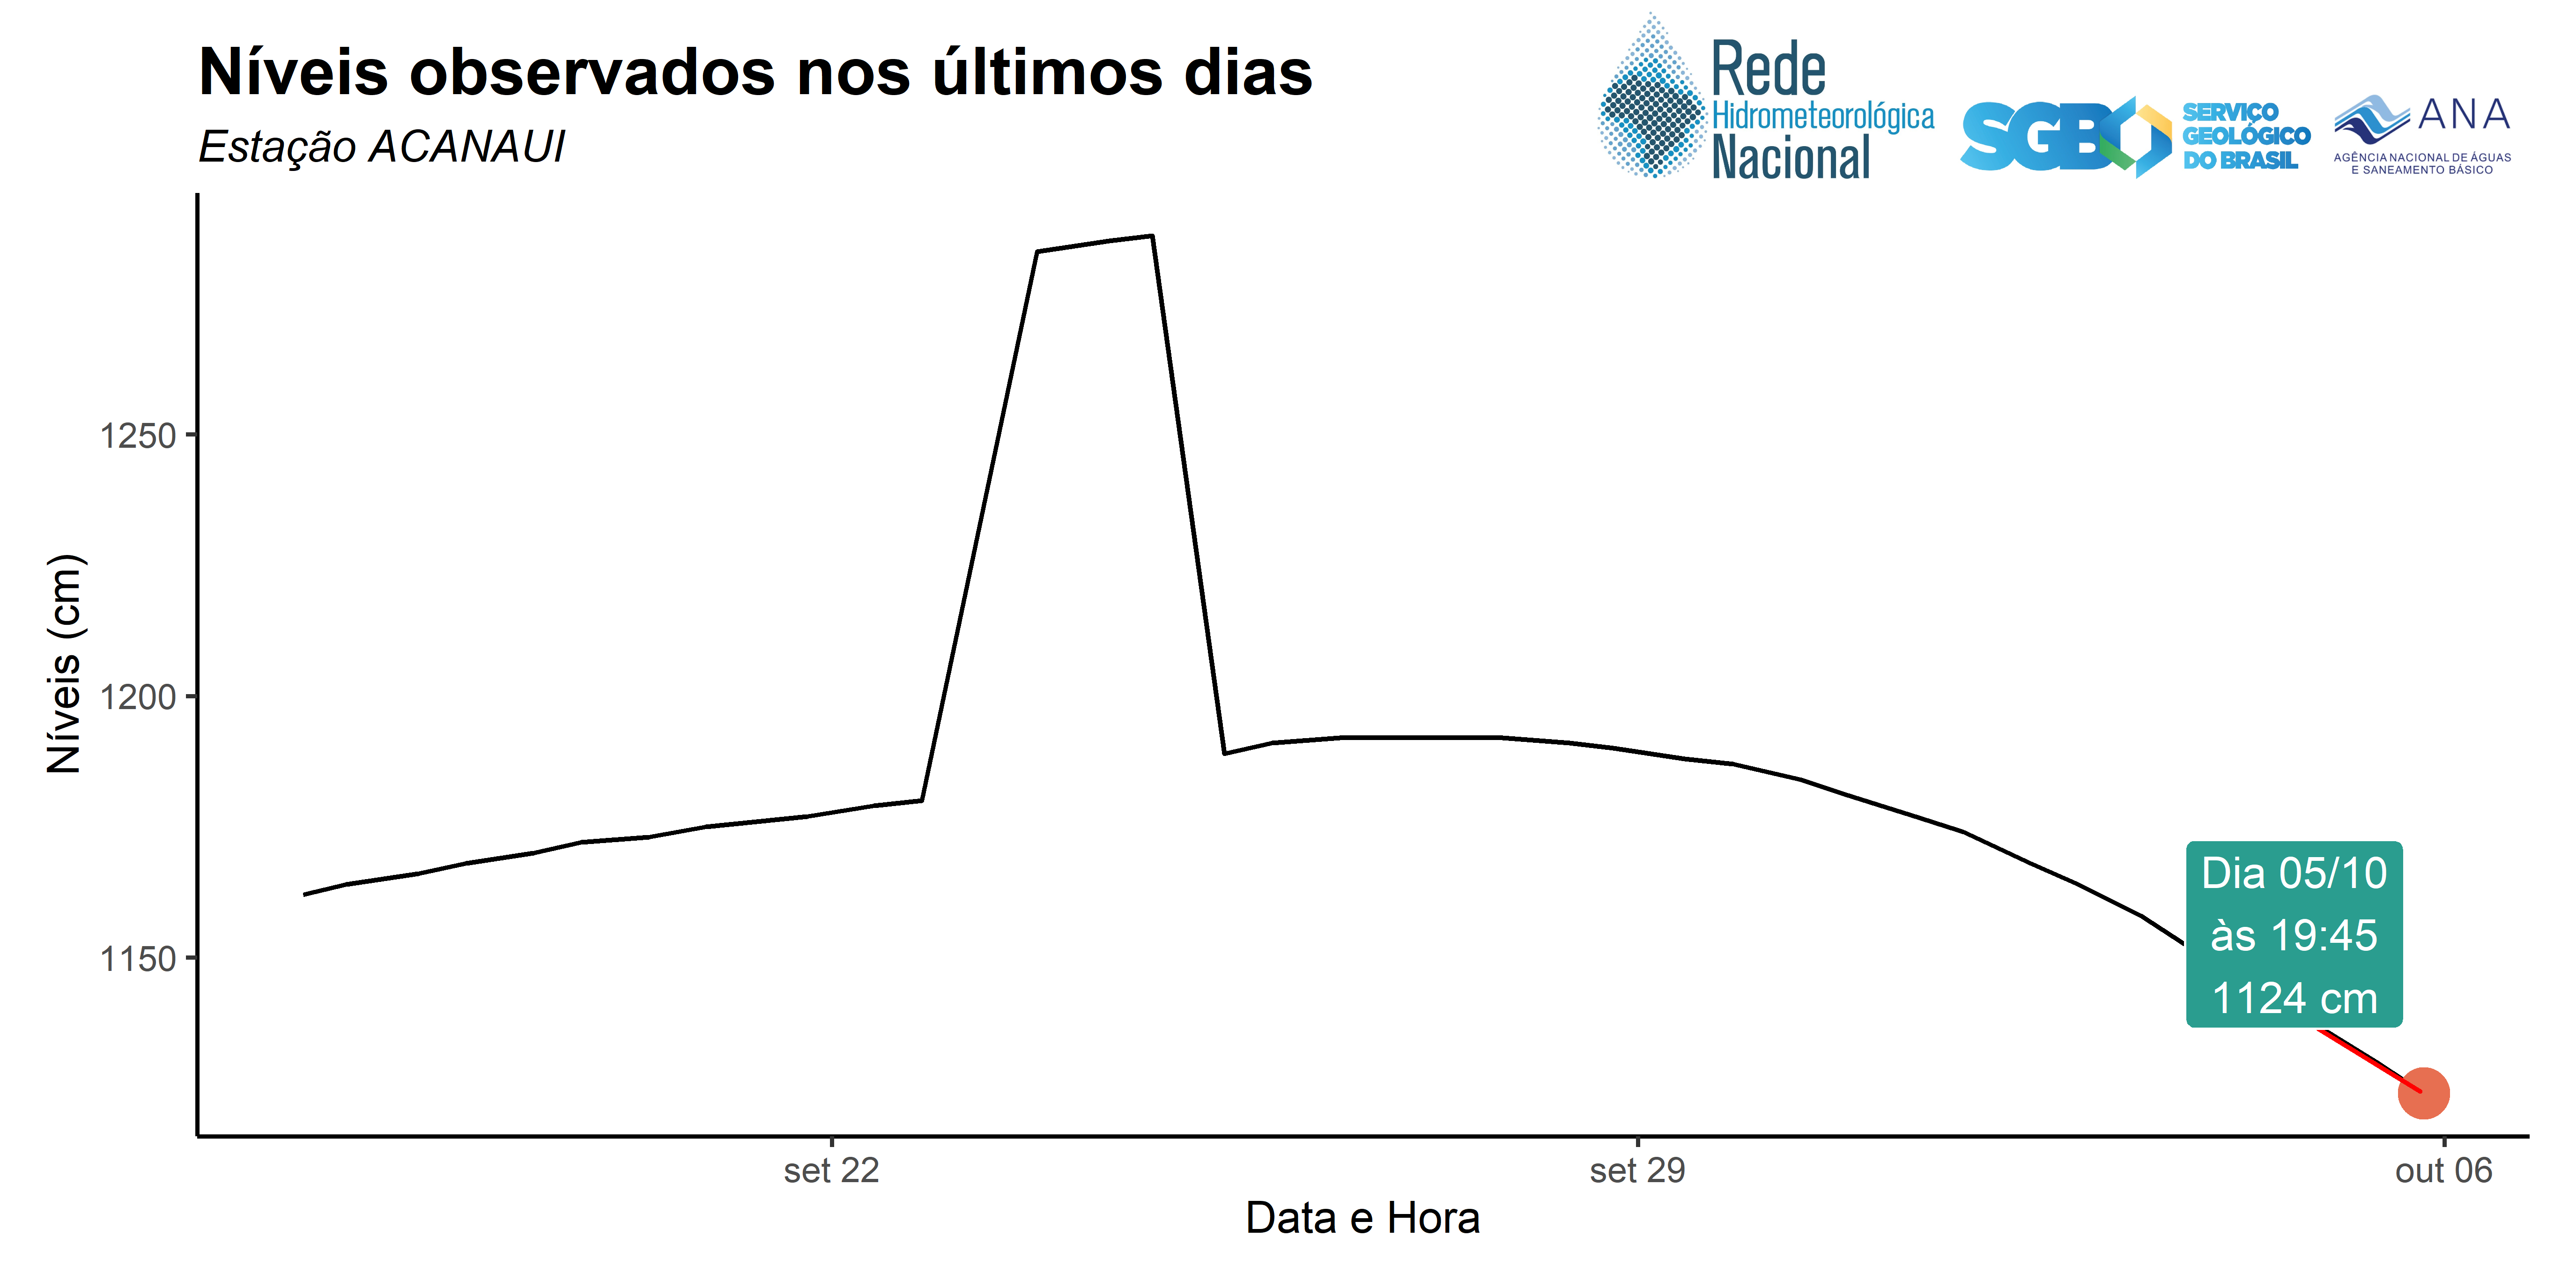 Níveis observados nos últimos dias
Estação ACANAUI
Rede
Hidrometeorológica
Nacional
SGB
SERVIÇO
GEOLÓGICO
DO BRASIL
ANA
AGÊNCIA NACIONAL DE ÁGUAS
E SANEAMENTO BÁSICO
Níveis (cm)
1250
1200
1150
Dia 05/10
às 19:45
1124 cm
set 22
set 29
out 06
Data e Hora